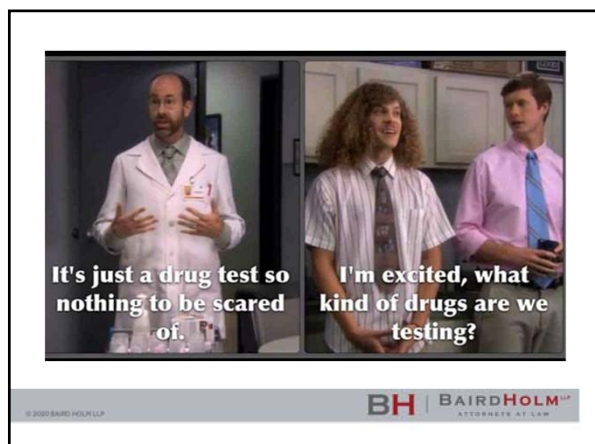 It's just a drug test so
nothing to be scared
of.
I'm excited, what
kind of drugs are we
testing?
© 2020 BAIRD HOLM LLP
BH | BAIRDHOLM LLP
ATTORNEYS AT LAW